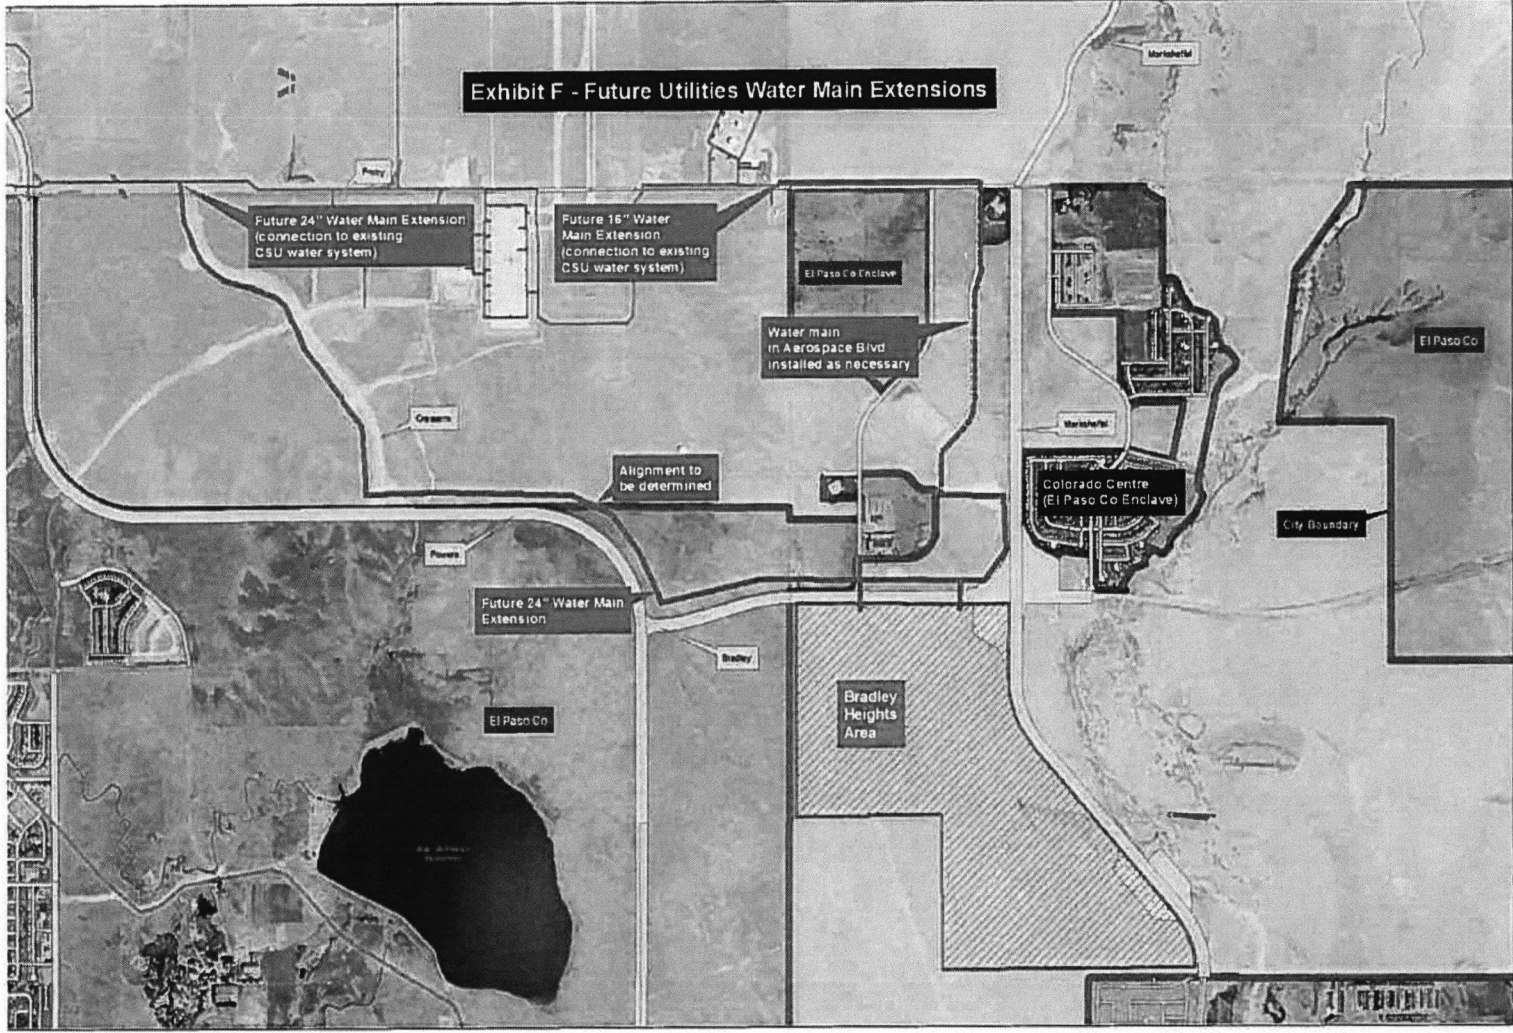 Marksheffel
Exhibit F - Future Utilities Water Main Extensions
Future 24" Water Main Extension
(connection to existing
CSU water system)
Future 16" Water
Main Extension
(connection to existing
CSU water system)
El Paso Co Enclave
Water main
in Aerospace Blvd
installed as necessary
El Paso Co
Marksheffel
Alignment to
be determined
Colorado Centre
(El Paso Co Enclave)
City Boundary
Powers
Future 24" Water Main
Extension
Bradley
Bradley
Heights
Area
El Paso Co